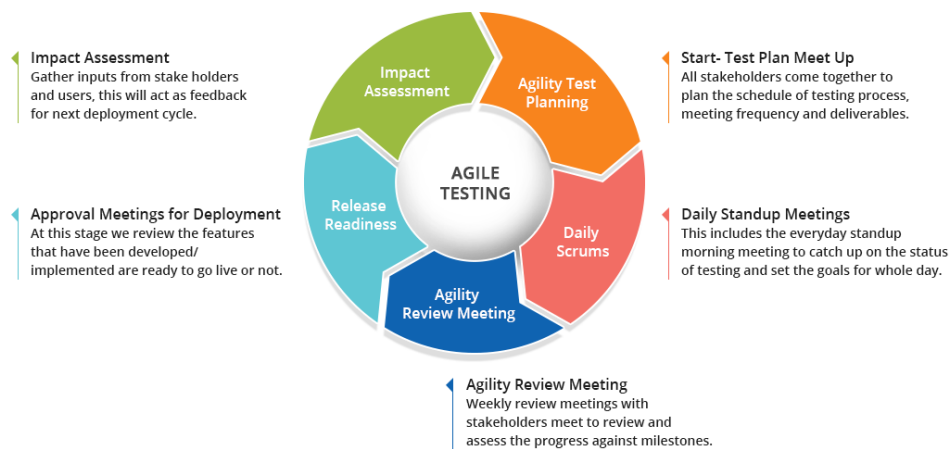 Impact Assessment
Gather inputs from stake holders
and users, this will act as feedback
for next deployment cycle.
Impact
Assessment
Agility Test
Planning
Start- Test Plan Meet Up
All stakeholders come together to
plan the schedule of testing process,
meeting frequency and deliverables.
AGILE
TESTING
Approval Meetings for Deployment
At this stage we review the features
that have been developed/
implemented are ready to go live or not.
Release
Readiness
Daily
Scrums
Daily Standup Meetings
This includes the everyday standup
morning meeting to catch up on the status
of testing and set the goals for whole day.
Agility
Review Meeting
Agility Review Meeting
Weekly review meetings with
stakeholders meet to review and
assess the progress against milestones.